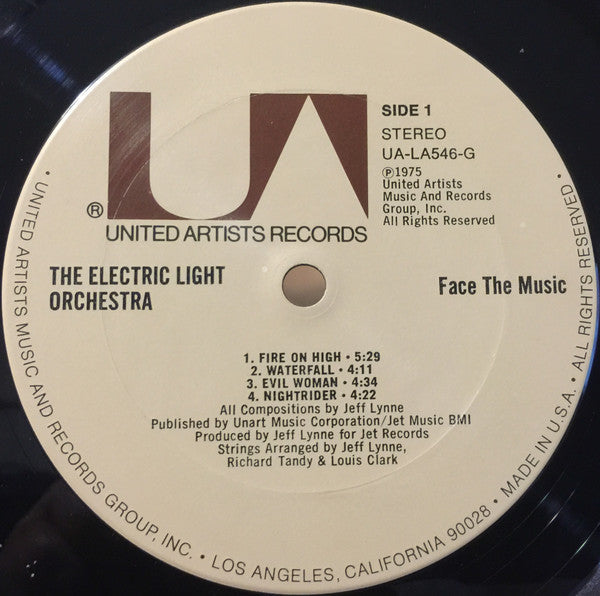 UA
SIDE 1
STEREO
UA-LA546-G
℗1975
United Artists
Music And Records
Group, Inc.
All Rights Reserved
®
UNITED ARTISTS RECORDS
THE ELECTRIC LIGHT
ORCHESTRA
Face The Music
1. FIRE ON HIGH • 5:29
2. WATERFALL • 4:11
3. EVIL WOMAN • 4:34
4. NIGHTRIDER • 4:22
All Compositions by Jeff Lynne
Published by Unart Music Corporation/Jet Music BMI
Produced by Jeff Lynne for Jet Records
Strings Arranged by Jeff Lynne,
Richard Tandy & Louis Clark
• UNITED ARTISTS MUSIC AND RECORDS GROUP, INC. • LOS ANGELES, CALIFORNIA 90028 • MADE IN U.S.A. • ALL RIGHTS RESERVED •